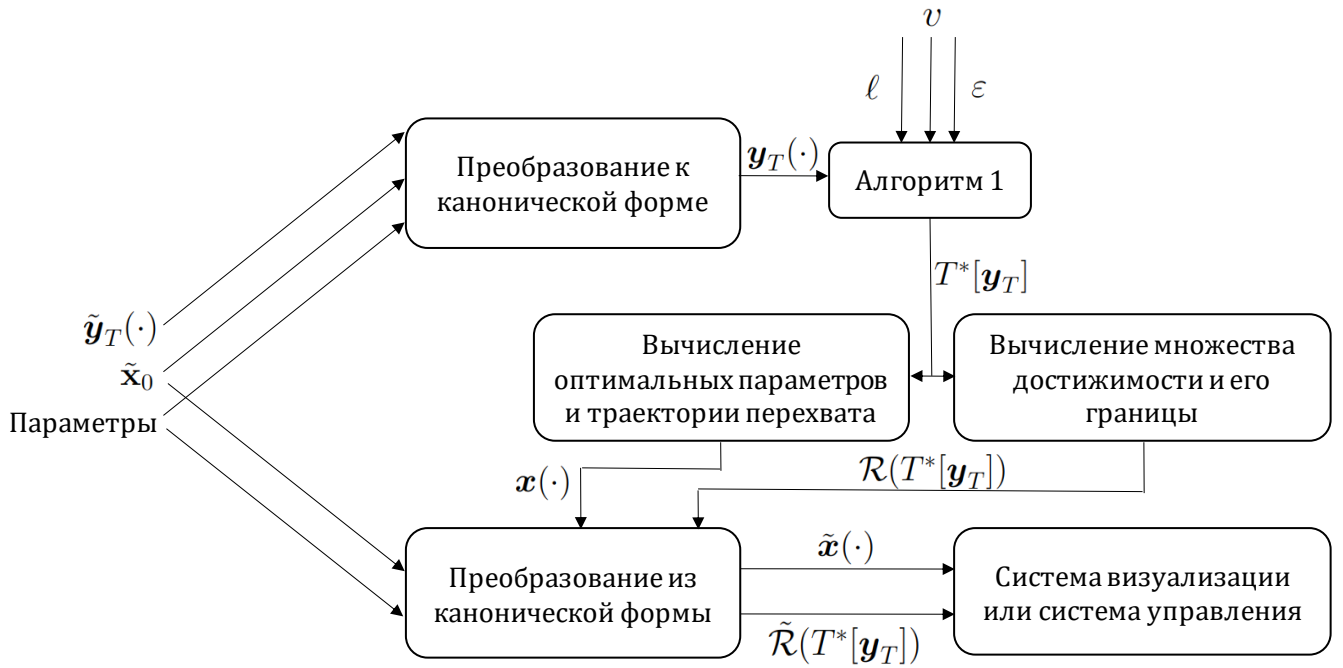 v
ℓ
ε
Преобразование к
канонической форме
y_T(·)
Алгоритм 1
T*[y_T]
ỹ_T(·)
x̃_0
Параметры
Вычисление
оптимальных параметров
и траектории перехвата
Вычисление множества
достижимости и его
границы
x(·)
ℛ(T*[y_T])
Преобразование из
канонической формы
x̃(·)
ℛ̃(T*[y_T])
Система визуализации
или система управления